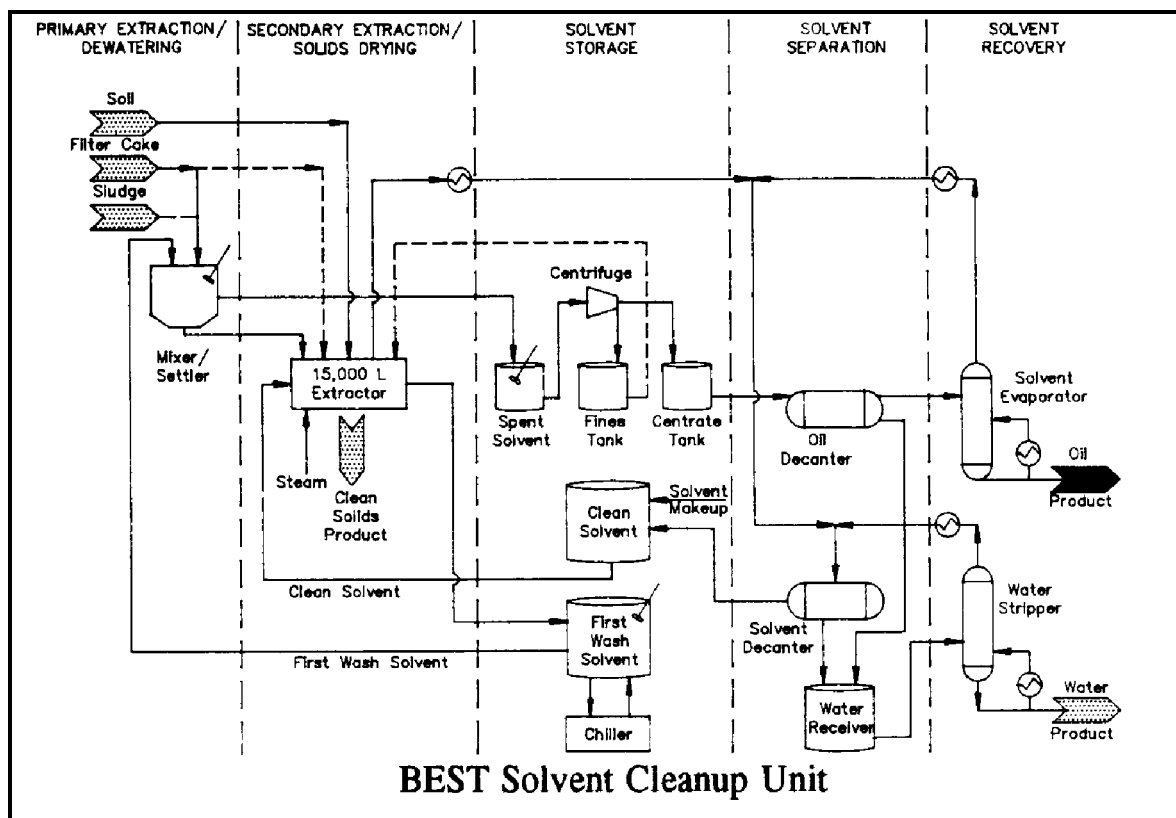 PRIMARY EXTRACTION/
DEWATERING
SECONDARY EXTRACTION/
SOLIDS DRYING
SOLVENT
STORAGE
SOLVENT
SEPARATION
SOLVENT
RECOVERY
Soil
Filter Cake
Sludge
Mixer/
Settler
15,000 L
Extractor
Steam
Clean
Solids
Product
Centrifuge
Spent
Solvent
Fines
Tank
Centrate
Tank
Oil
Decanter
Solvent
Evaporator
Oil
Product
Clean
Solvent
Solvent
Makeup
Clean Solvent
First
Wash
Solvent
First Wash Solvent
Chiller
Solvent
Decanter
Water
Receiver
Water
Stripper
Water
Product
BEST Solvent Cleanup Unit